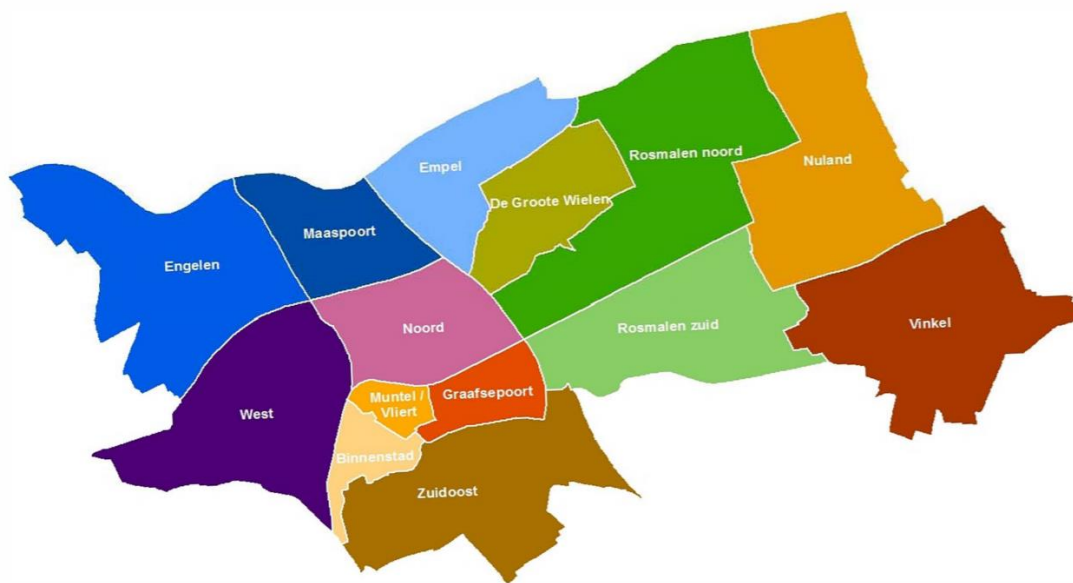 Empel
Rosmalen noord
Nuland
De Groote Wielen
Maaspoort
Engelen
Noord
Rosmalen zuid
Vinkel
Muntel /
Vliert
Graafsepoort
West
Binnenstad
Zuidoost